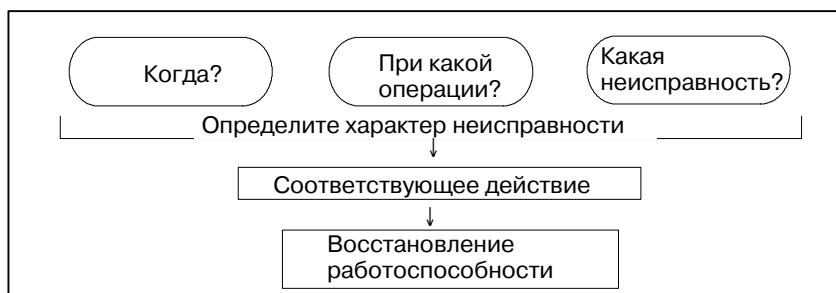 Когда?
При какой
операции?
Какая
неисправность?
Определите характер неисправности
Соответствующее действие
Восстановление
работоспособности